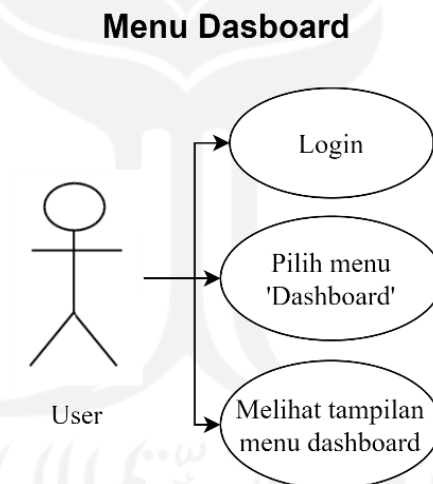 Menu Dasboard
Login
Pilih menu
'Dashboard'
User
Melihat tampilan
menu dashboard